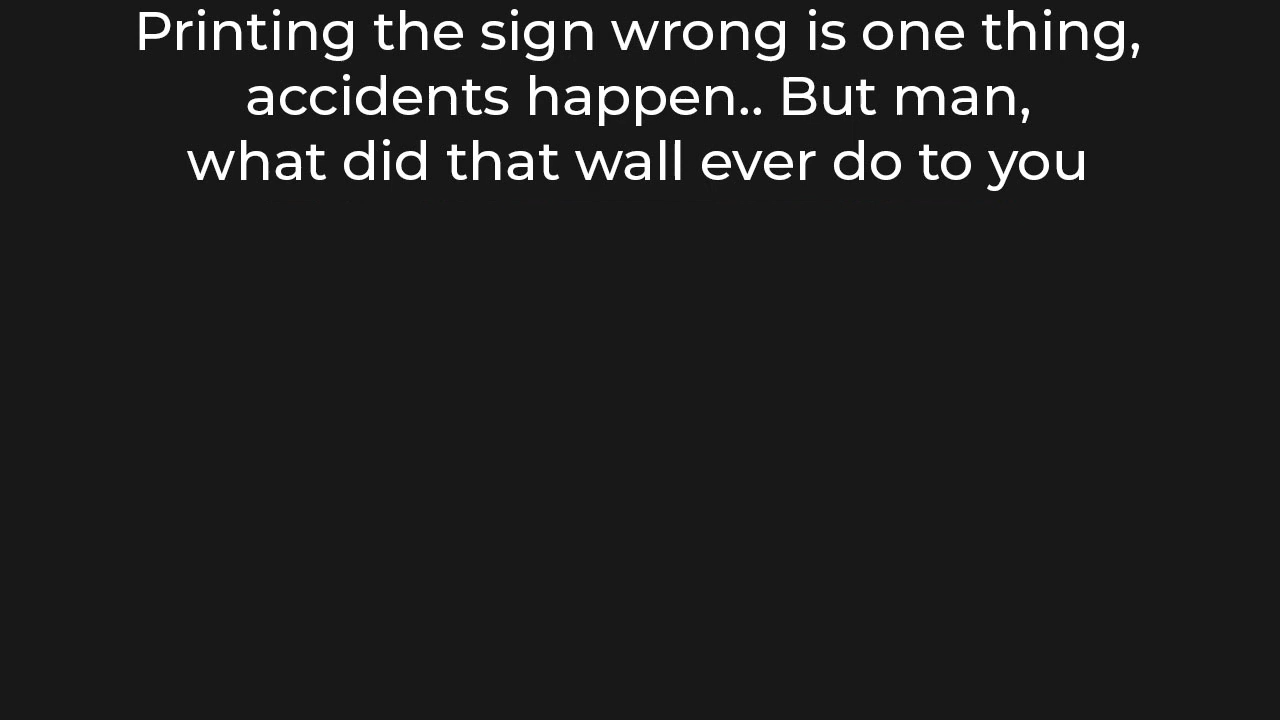 Printing the sign wrong is one thing,
accidents happen.. But man,
what did that wall ever do to you